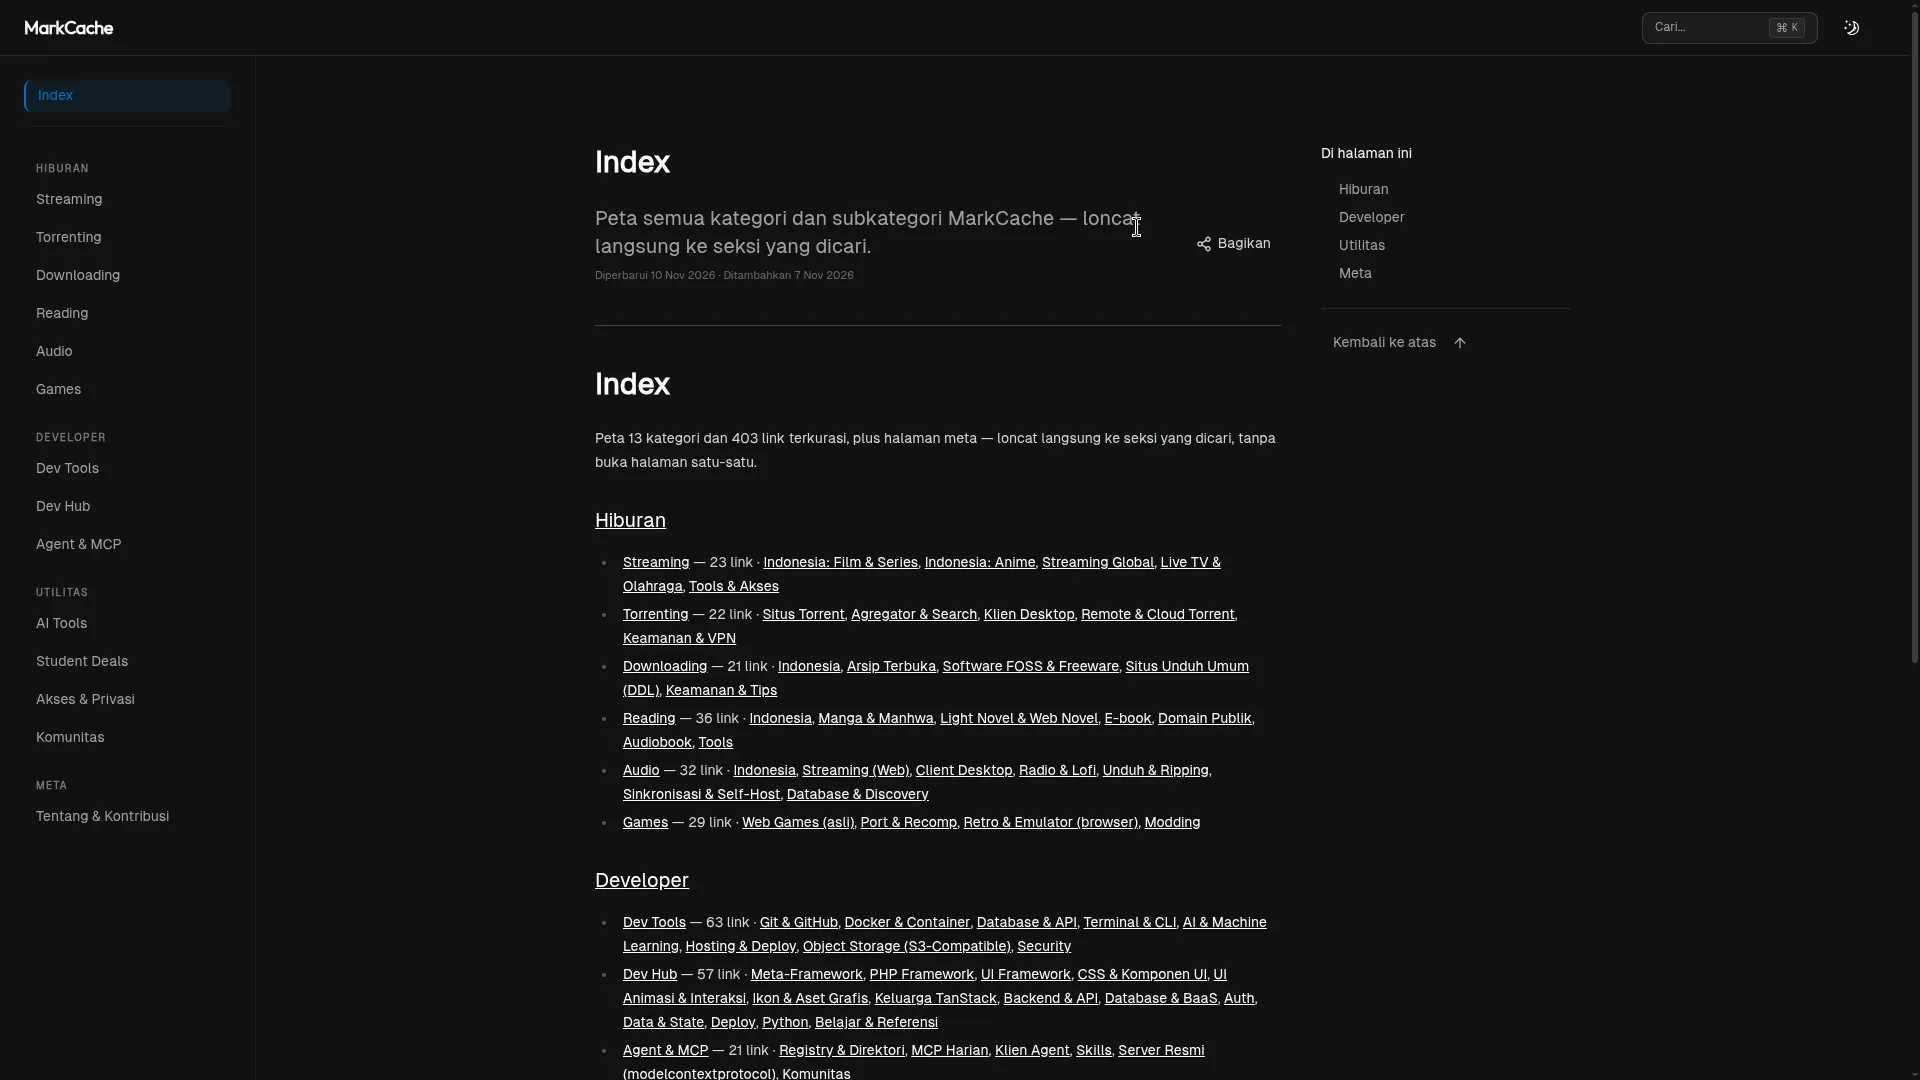 MarkCache
Cari...
⌘ K
Index
HIBURAN
Streaming
Torrenting
Downloading
Reading
Audio
Games
DEVELOPER
Dev Tools
Dev Hub
Agent & MCP
UTILITAS
AI Tools
Student Deals
Akses & Privasi
Komunitas
META
Tentang & Kontribusi
Index
Peta semua kategori dan subkategori MarkCache — loncat
langsung ke seksi yang dicari.
Bagikan
Diperbarui 10 Nov 2026 · Ditambahkan 7 Nov 2026
Index
Peta 13 kategori dan 403 link terkurasi, plus halaman meta — loncat langsung ke seksi yang dicari, tanpa
buka halaman satu-satu.
Hiburan
Streaming — 23 link · Indonesia: Film & Series, Indonesia: Anime, Streaming Global, Live TV &
Olahraga, Tools & Akses
Torrenting — 22 link · Situs Torrent, Agregator & Search, Klien Desktop, Remote & Cloud Torrent,
Keamanan & VPN
Downloading — 21 link · Indonesia, Arsip Terbuka, Software FOSS & Freeware, Situs Unduh Umum
(DDL), Keamanan & Tips
Reading — 36 link · Indonesia, Manga & Manhwa, Light Novel & Web Novel, E-book, Domain Publik,
Audiobook, Tools
Audio — 32 link · Indonesia, Streaming (Web), Client Desktop, Radio & Lofi, Unduh & Ripping,
Sinkronisasi & Self-Host, Database & Discovery
Games — 29 link · Web Games (asli), Port & Recomp, Retro & Emulator (browser), Modding
Developer
Dev Tools — 63 link · Git & GitHub, Docker & Container, Database & API, Terminal & CLI, AI & Machine
Learning, Hosting & Deploy, Object Storage (S3-Compatible), Security
Dev Hub — 57 link · Meta-Framework, PHP Framework, UI Framework, CSS & Komponen UI, UI
Animasi & Interaksi, Ikon & Aset Grafis, Keluarga TanStack, Backend & API, Database & BaaS, Auth,
Data & State, Deploy, Python, Belajar & Referensi
Agent & MCP — 21 link · Registry & Direktori, MCP Harian, Klien Agent, Skills, Server Resmi
(modelcontextprotocol), Komunitas
Di halaman ini
Hiburan
Developer
Utilitas
Meta
Kembali ke atas